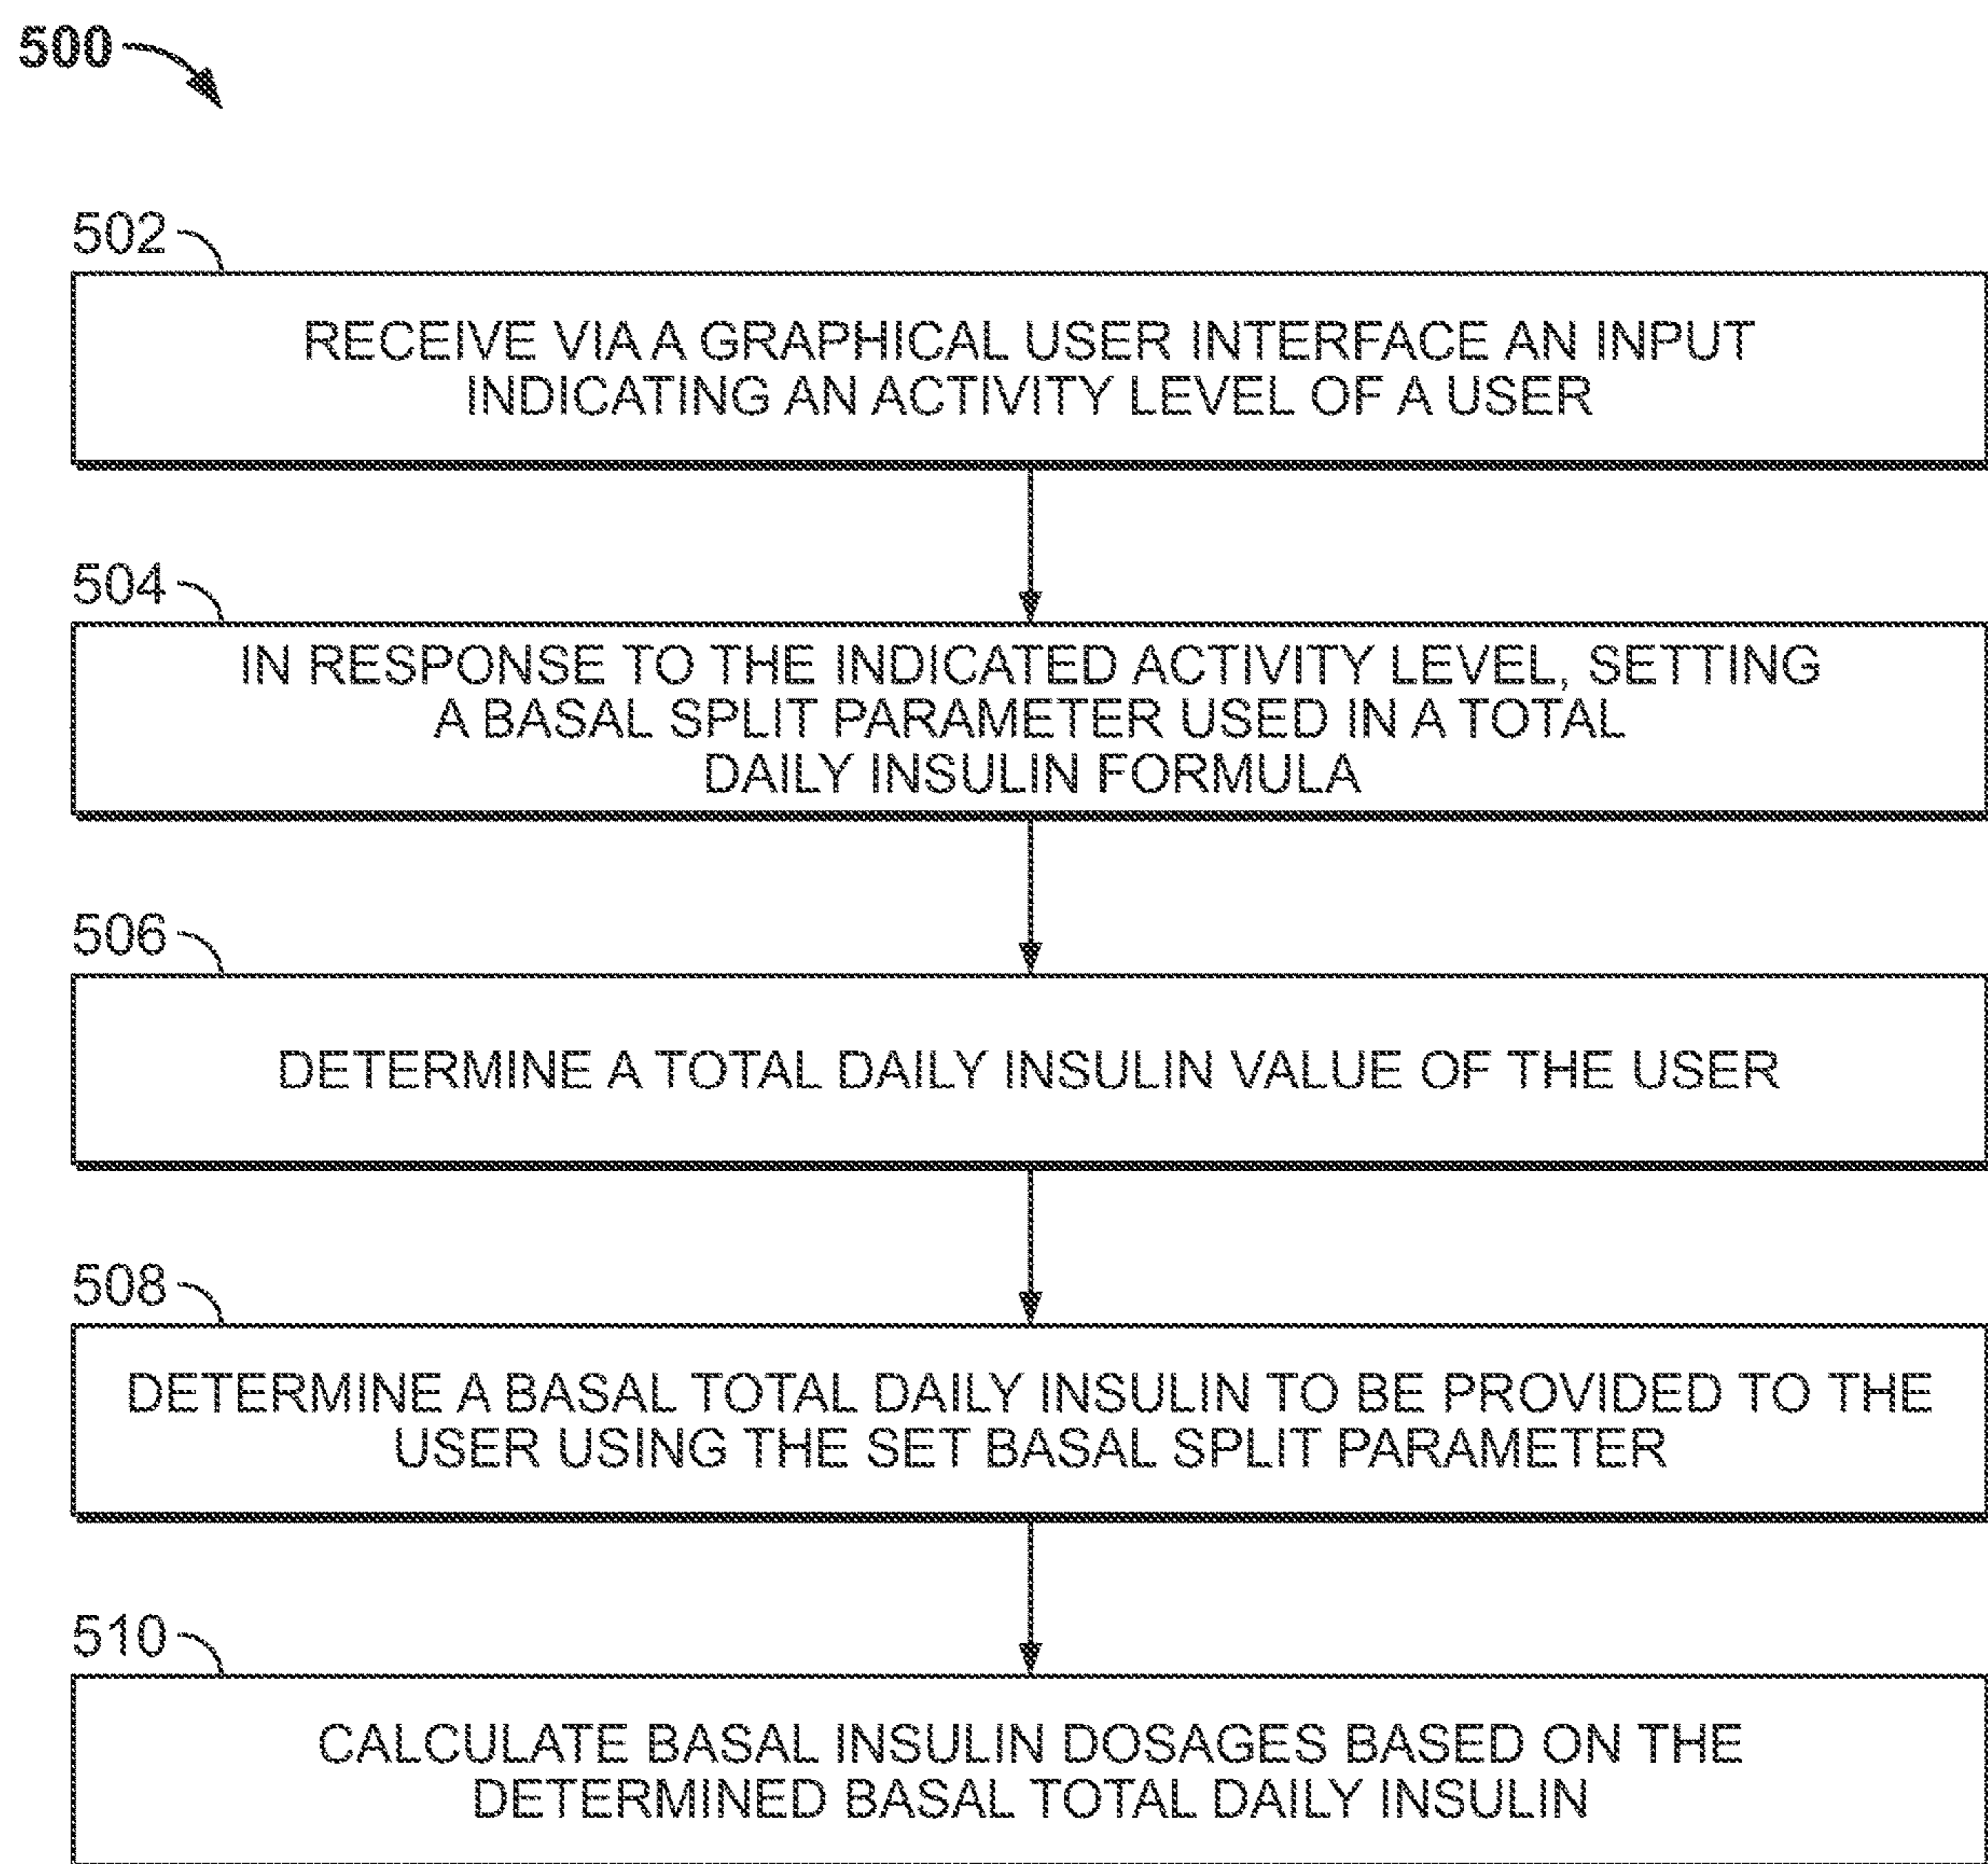 500
502
RECEIVE VIA A GRAPHICAL USER INTERFACE AN INPUT
INDICATING AN ACTIVITY LEVEL OF A USER
504
IN RESPONSE TO THE INDICATED ACTIVITY LEVEL, SETTING
A BASAL SPLIT PARAMETER USED IN A TOTAL
DAILY INSULIN FORMULA
506
DETERMINE A TOTAL DAILY INSULIN VALUE OF THE USER
508
DETERMINE A BASAL TOTAL DAILY INSULIN TO BE PROVIDED TO THE
USER USING THE SET BASAL SPLIT PARAMETER
510
CALCULATE BASAL INSULIN DOSAGES BASED ON THE
DETERMINED BASAL TOTAL DAILY INSULIN